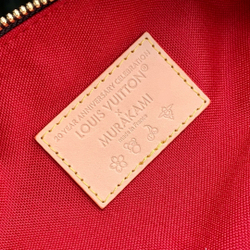 20 YEAR ANNIVERSARY CELEBRATION
LOUIS VUITTON
×
MURAKAMI